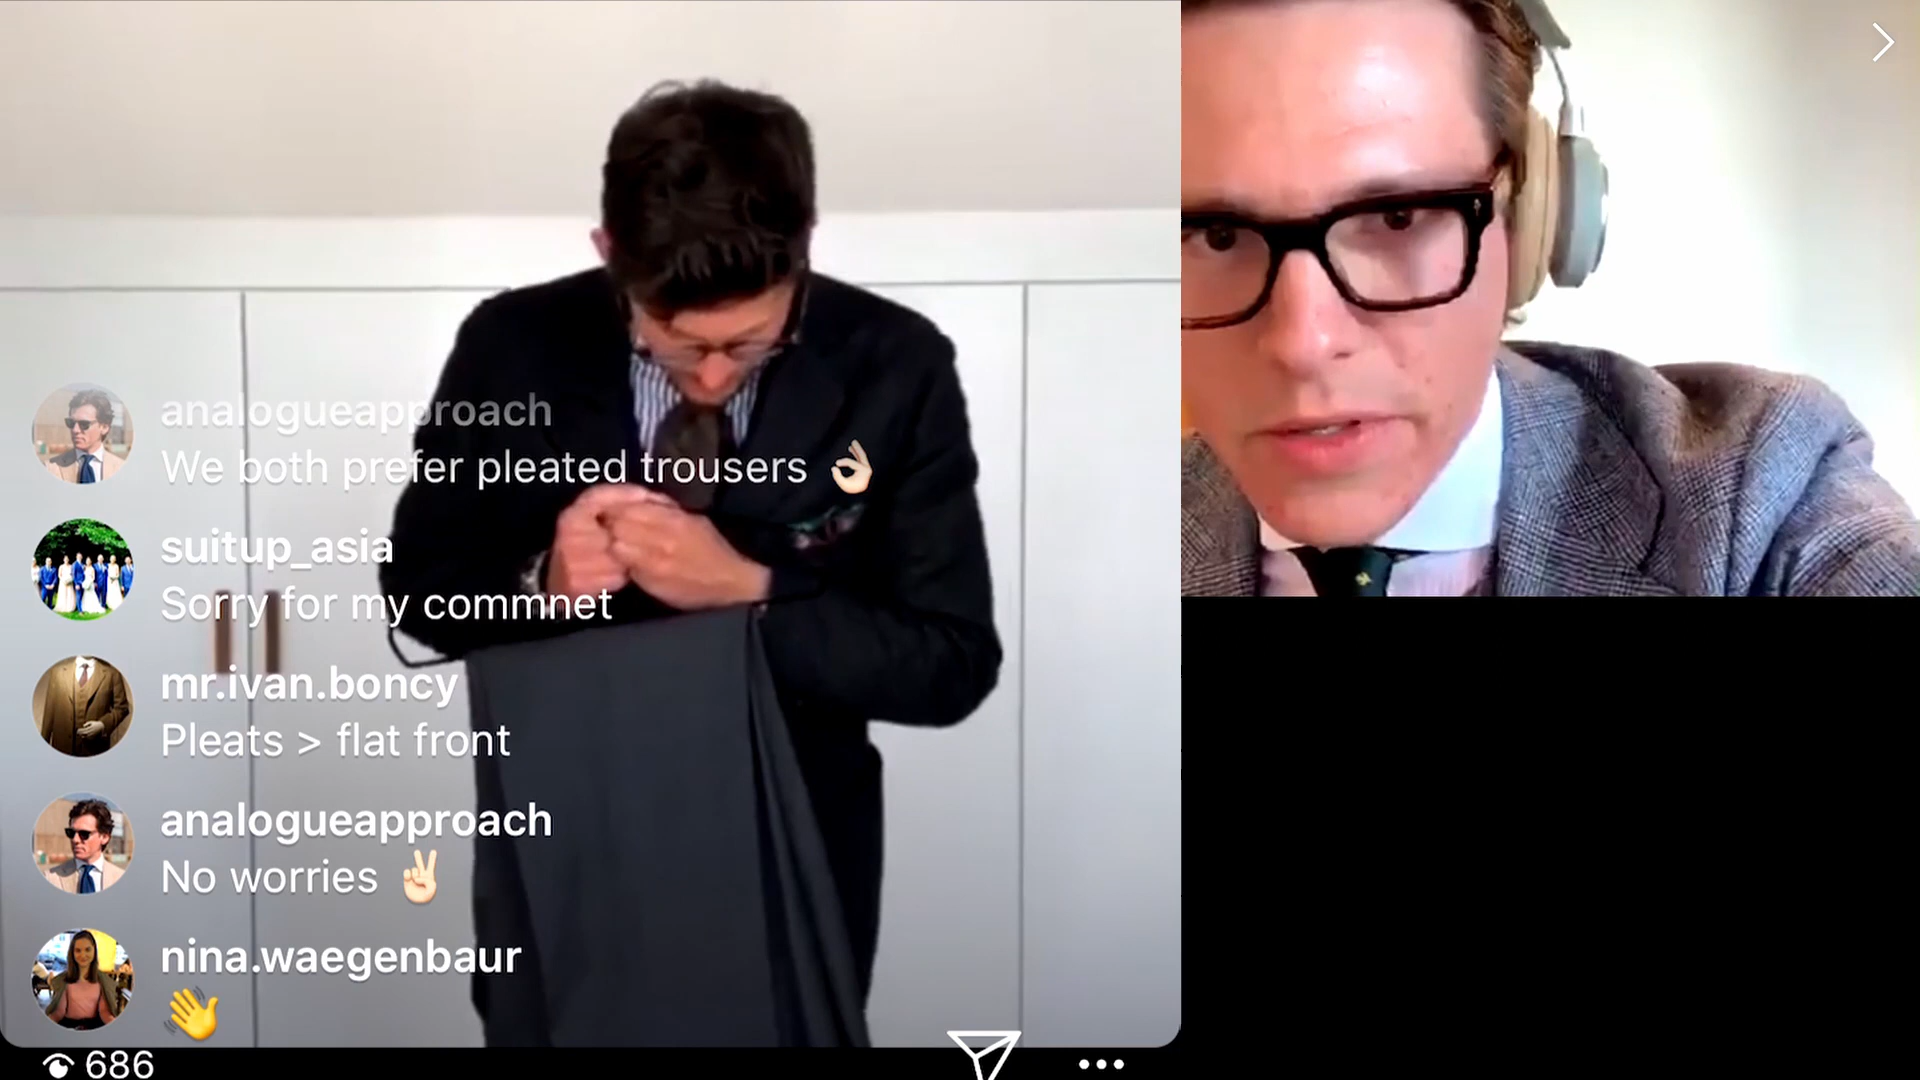 analogueapproach
We both prefer pleated trousers 👌🏻
suitup_asia
Sorry for my commnet
mr.ivan.boncy
Pleats > flat front
analogueapproach
No worries ✌🏻
nina.waegenbaur
👋
686